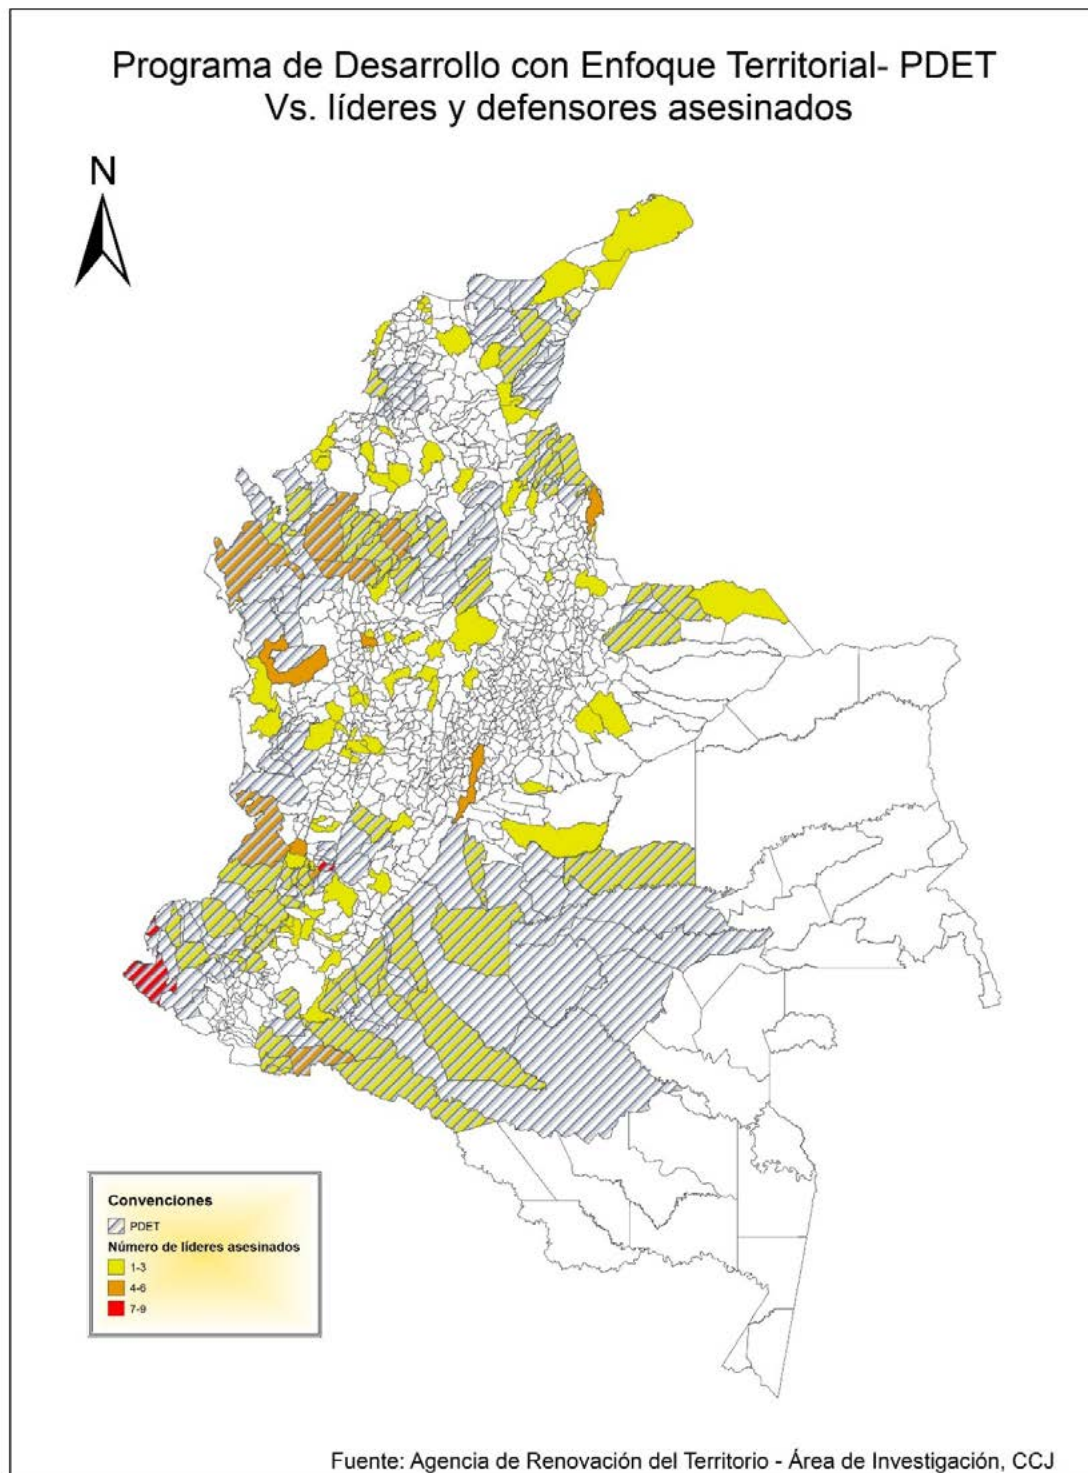 Programa de Desarrollo con Enfoque Territorial- PDET
Vs. líderes y defensores asesinados
N
Convenciones
PDET
Número de líderes asesinados
1-3
4-6
7-9
Fuente: Agencia de Renovación del Territorio - Área de Investigación, CCJ